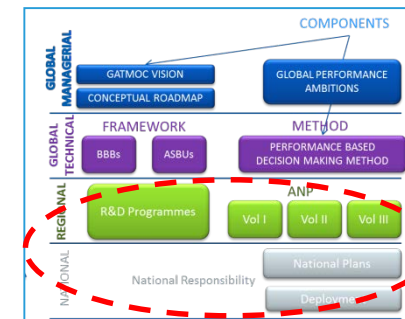 COMPONENTS
GLOBAL MANAGERIAL
GATMOC VISION
CONCEPTUAL ROADMAP
GLOBAL PERFORMANCE
AMBITIONS
GLOBAL TECHNICAL
FRAMEWORK
METHOD
BBBs
ASBUs
PERFORMANCE BASED
DECISION MAKING METHOD
REGIONAL
R&D Programmes
ANP
Vol I
Vol II
Vol III
NATIONAL
National Responsibility
National Plans
Deployment